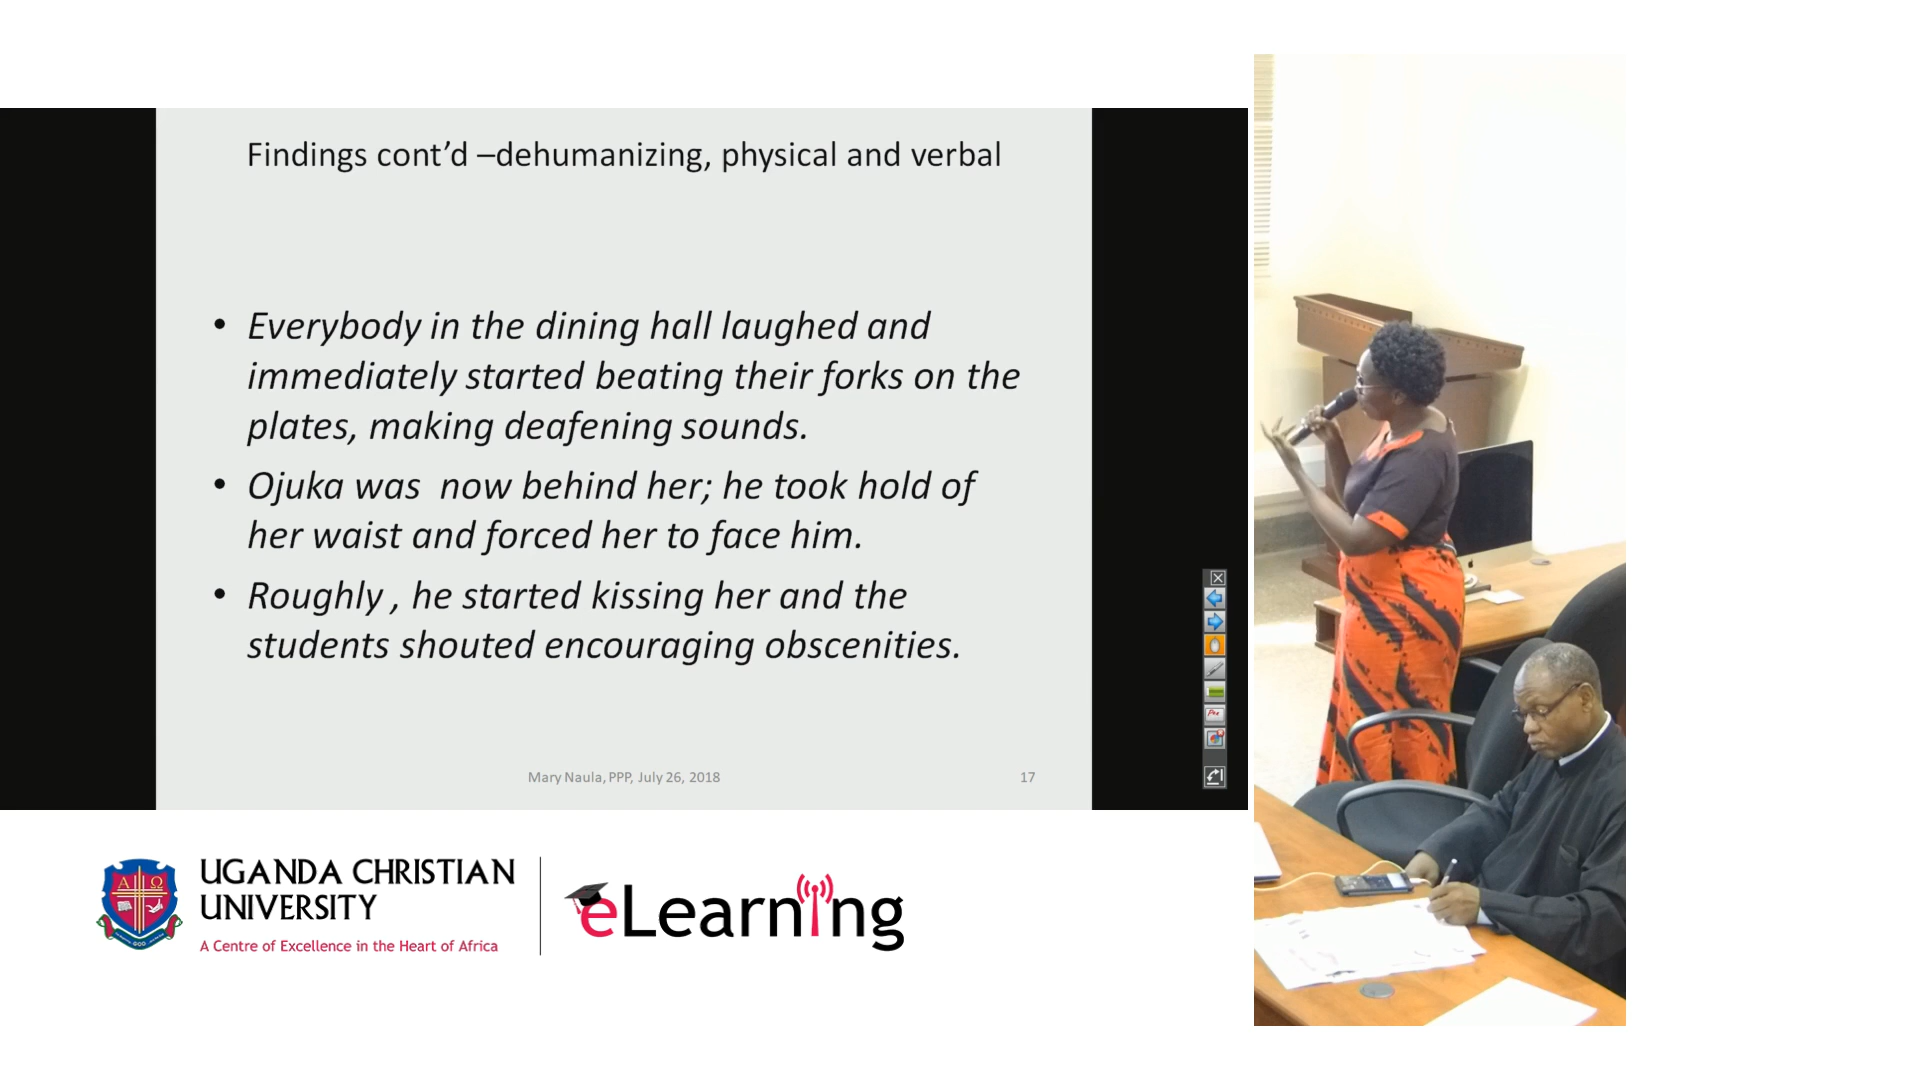 Findings cont’d –dehumanizing, physical and verbal
• Everybody in the dining hall laughed and
immediately started beating their forks on the
plates, making deafening sounds.
• Ojuka was  now behind her; he took hold of
her waist and forced her to face him.
• Roughly , he started kissing her and the
students shouted encouraging obscenities.
Mary Naula, PPP, July 26, 2018
17
UGANDA CHRISTIAN
UNIVERSITY
A Centre of Excellence in the Heart of Africa
eLearning
A Ω
GOD